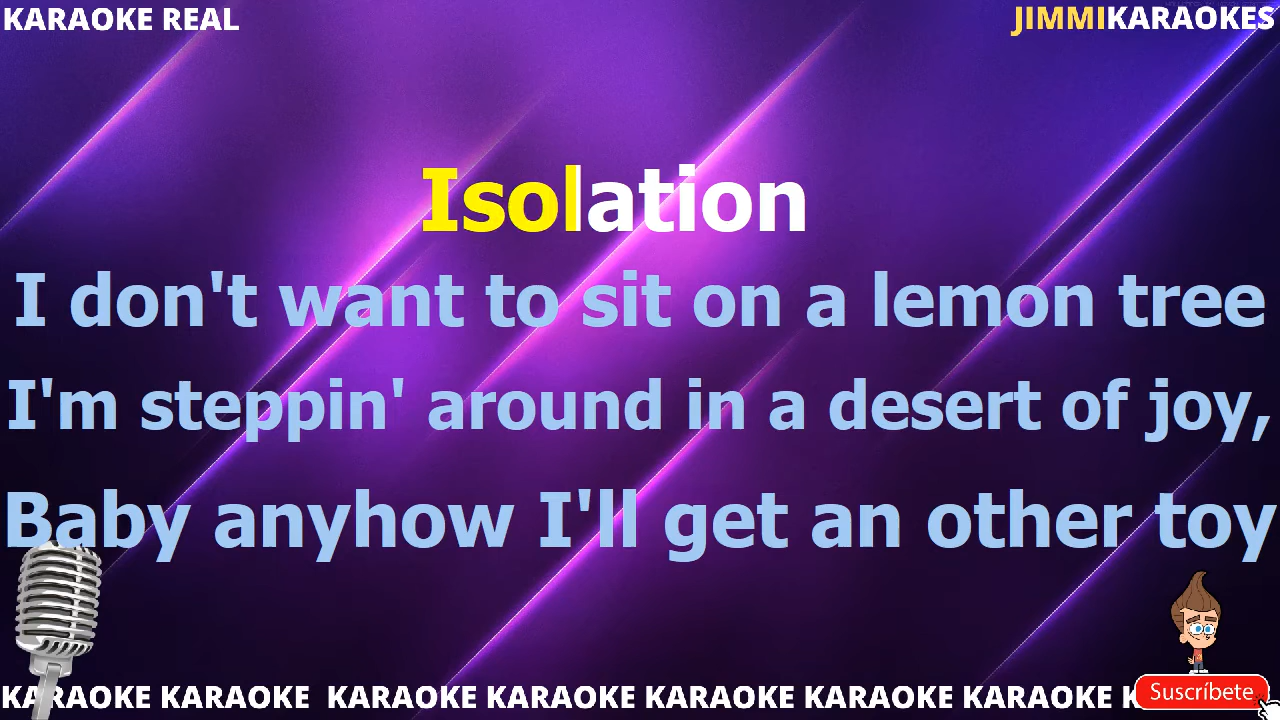 KARAOKE REAL
JIMMIKARAOKES
Isolation
I don't want to sit on a lemon tree
I'm steppin' around in a desert of joy,
Baby anyhow I'll get an other toy
KARAOKE KARAOKE KARAOKE KARAOKE KARAOKE KARAOKE KARAOKE K
Suscríbete